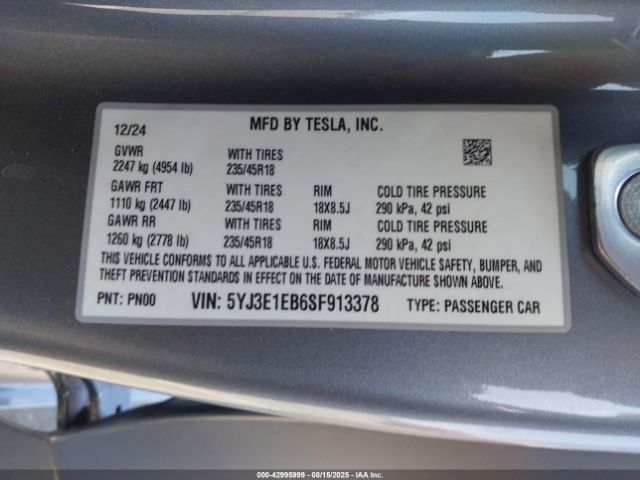 12/24 MFD BY TESLA, INC.
GVWR WITH TIRES
2247 kg (4954 lb) 235/45R18
GAWR FRT WITH TIRES RIM COLD TIRE PRESSURE
1110 kg (2447 lb) 235/45R18 18X8.5J 290 kPa, 42 psi
GAWR RR WITH TIRES RIM COLD TIRE PRESSURE
1260 kg (2778 lb) 235/45R18 18X8.5J 290 kPa, 42 psi
THIS VEHICLE CONFORMS TO ALL APPLICABLE U.S. FEDERAL MOTOR VEHICLE SAFETY, BUMPER, AND
THEFT PREVENTION STANDARDS IN EFFECT ON THE DATE OF MANUFACTURE SHOWN ABOVE.
PNT: PN00 VIN: 5YJ3E1EB6SF913378 TYPE: PASSENGER CAR
000-42995999 - 08/15/2025 - IAA Inc.